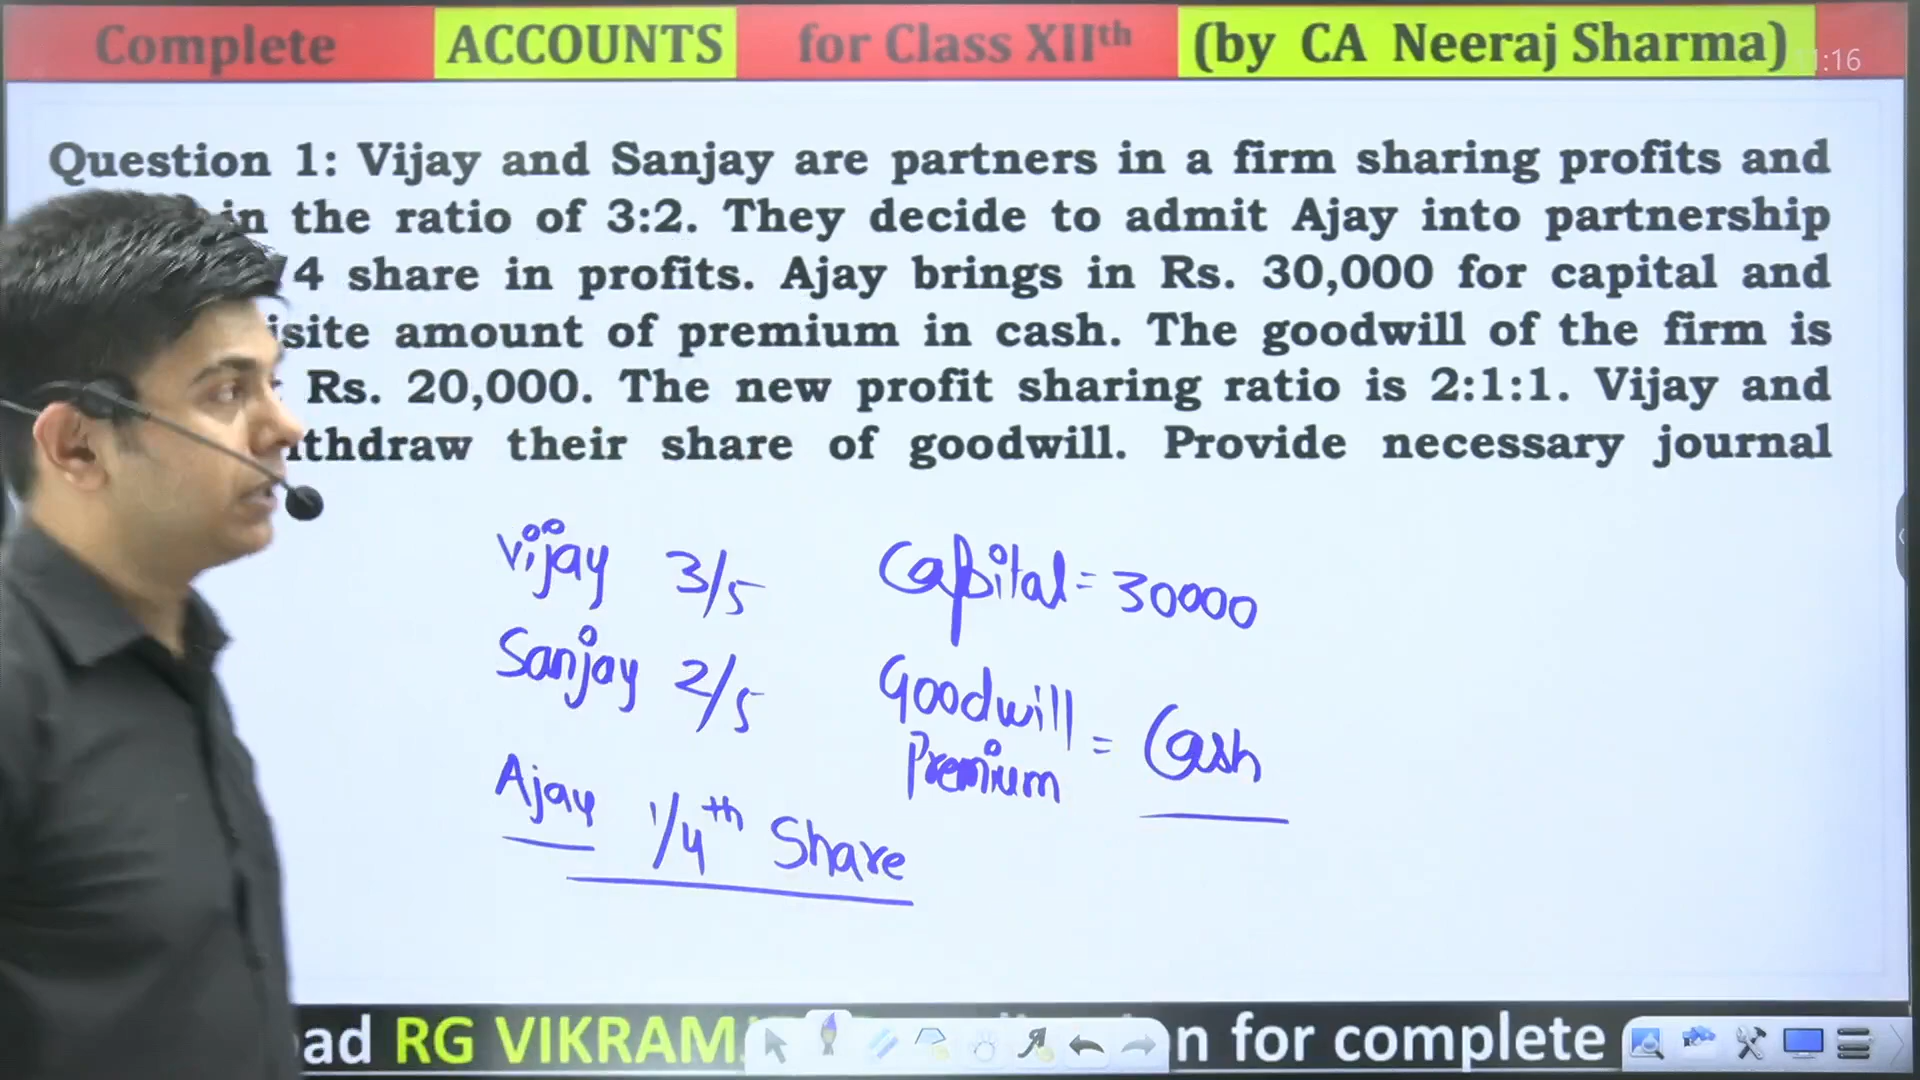 Complete ACCOUNTS for Class XIIth (by CA Neeraj Sharma)
:16
Question 1: Vijay and Sanjay are partners in a firm sharing profits and
in the ratio of 3:2. They decide to admit Ajay into partnership
/4 share in profits. Ajay brings in Rs. 30,000 for capital and
isite amount of premium in cash. The goodwill of the firm is
Rs. 20,000. The new profit sharing ratio is 2:1:1. Vijay and
ithdraw their share of goodwill. Provide necessary journal
Vijay 3/5
Sanjay 2/5
Ajay 1/4th Share
Capital = 30000
Goodwill Premium = Cash
ad RG VIKRAM n for complete